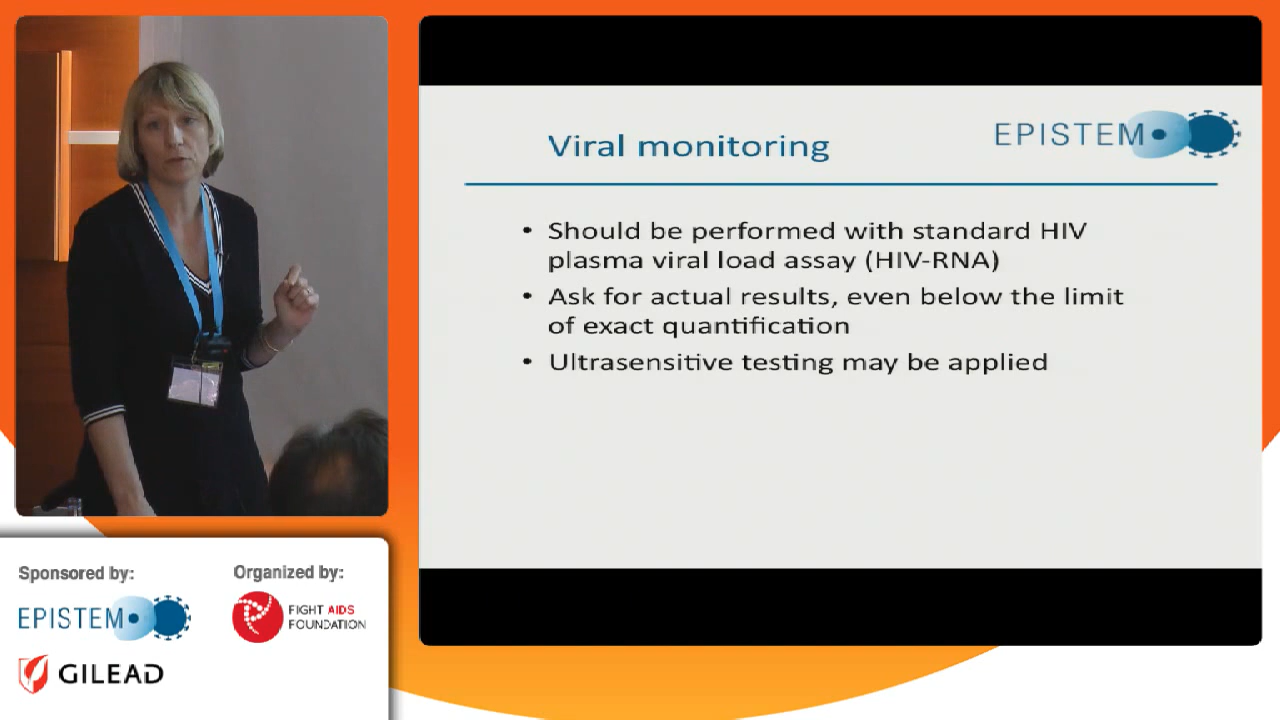 EPISTEM
Viral monitoring
• Should be performed with standard HIV
plasma viral load assay (HIV-RNA)
• Ask for actual results, even below the limit
of exact quantification
• Ultrasensitive testing may be applied
Sponsored by:
EPISTEM
GILEAD
Organized by:
FIGHT AIDS
FOUNDATION